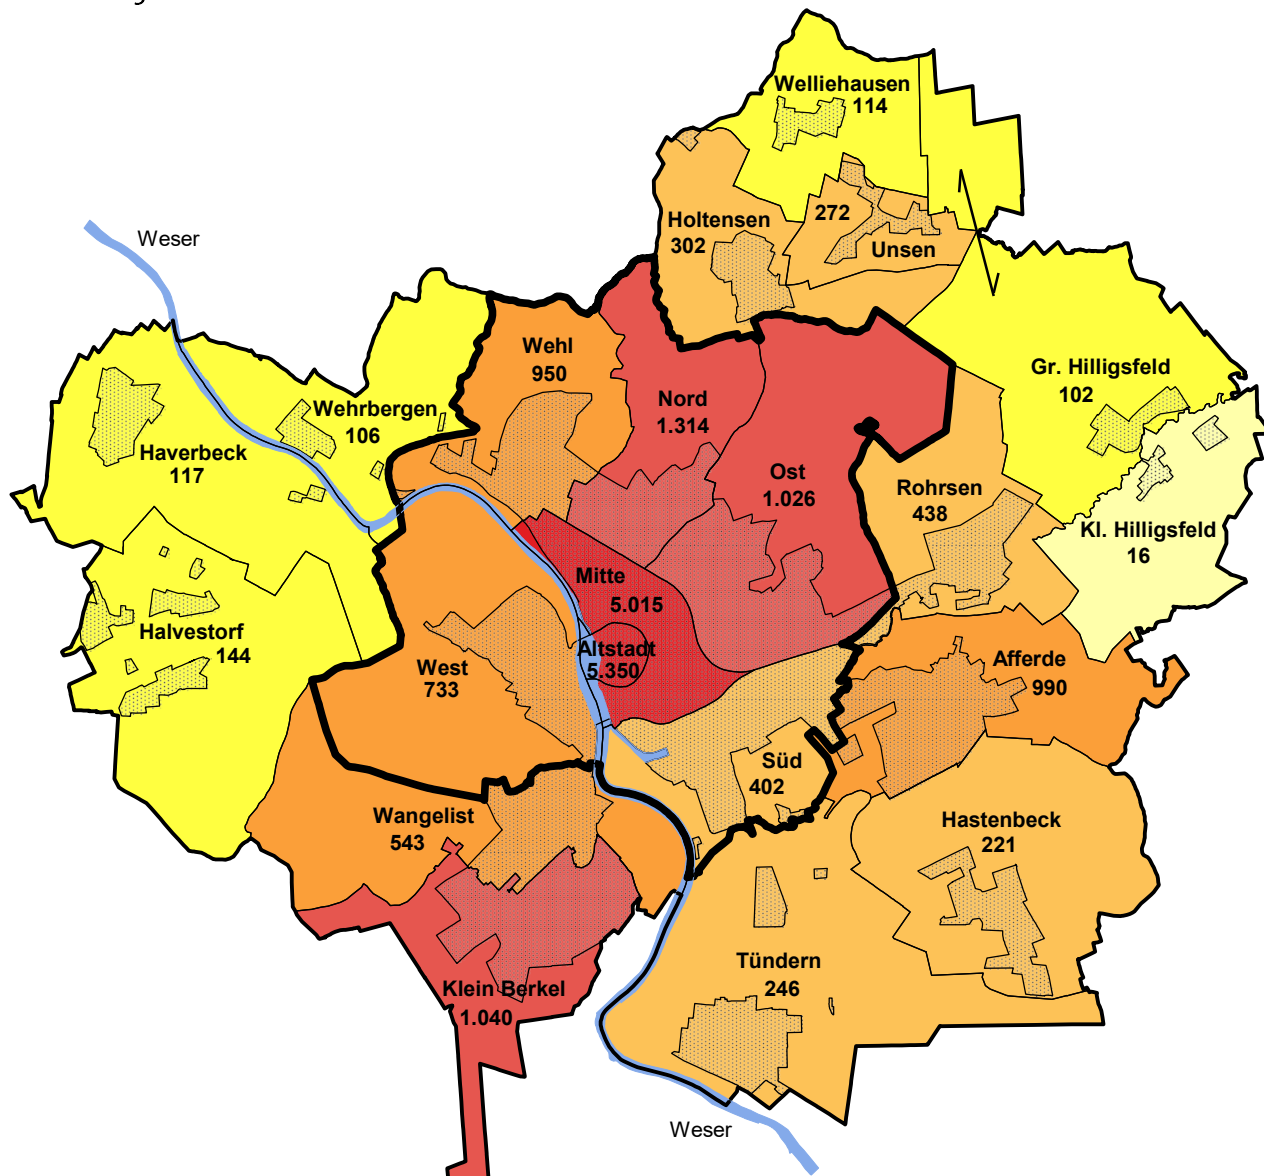 Welliehausen
114
Weser
Holtensen
302
272
Unsen
Wehl
950
Nord
1.314
Gr. Hilligsfeld
102
Wehrbergen
106
Haverbeck
117
Ost
1.026
Rohrsen
438
Kl. Hilligsfeld
16
Mitte
5.015
Halvestorf
144
Altstadt
5.350
West
733
Afferde
990
Süd
402
Wangelist
543
Hastenbeck
221
Tündern
246
Klein Berkel
1.040
Weser